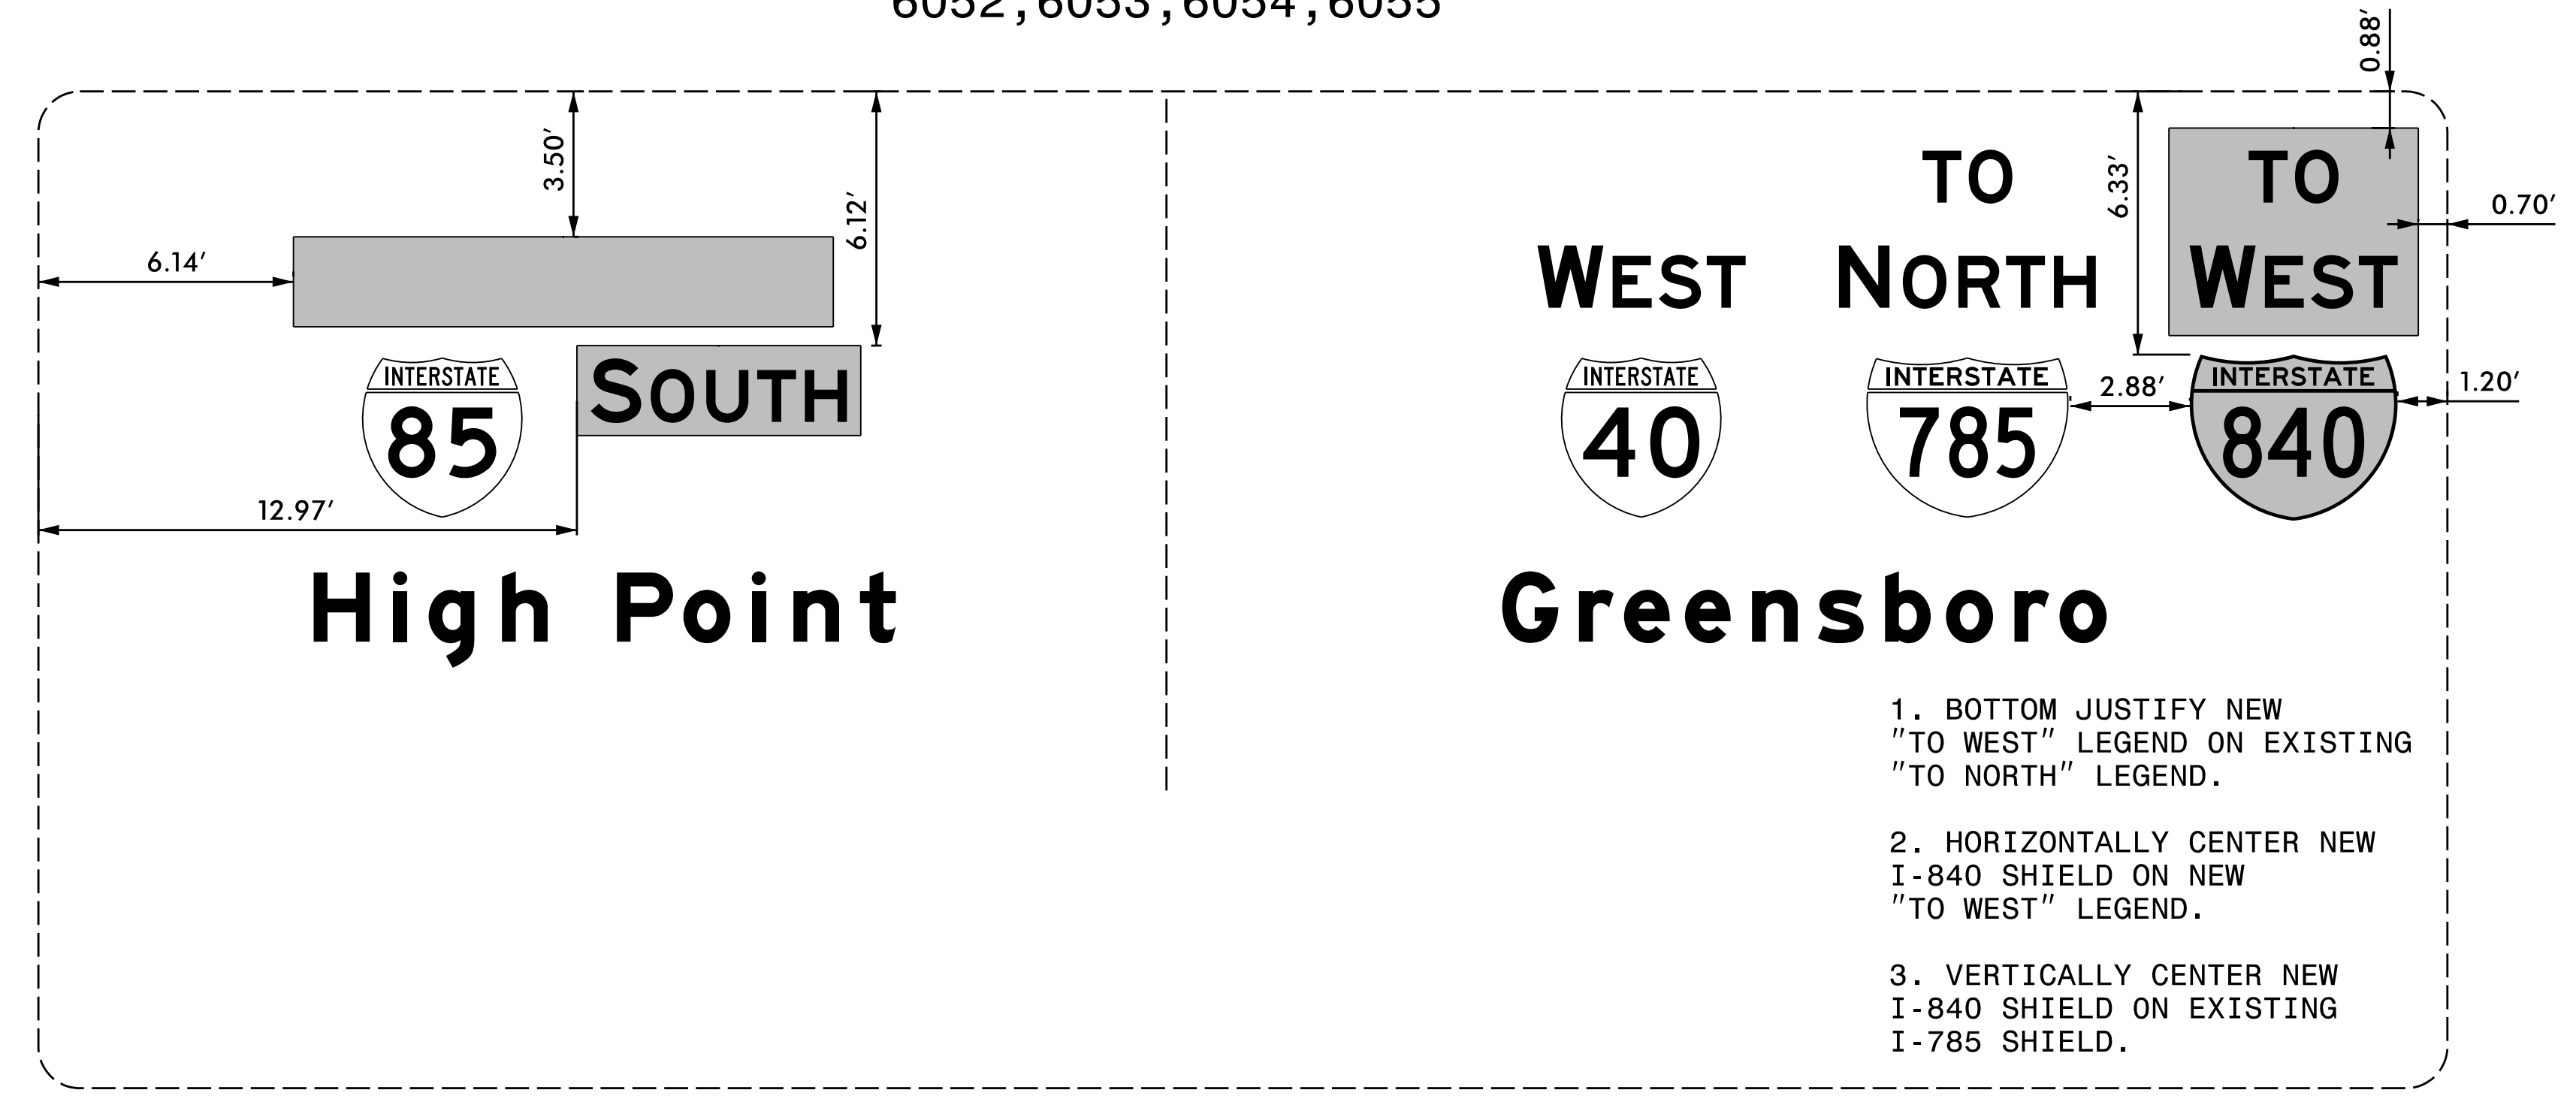 6052,6053,6054,6055
0.88′
3.50′
6.12′
6.14′
TO
6.33′
TO
0.70′
WEST
NORTH
WEST
INTERSTATE
85
SOUTH
INTERSTATE
40
INTERSTATE
785
2.88′
INTERSTATE
840
1.20′
12.97′
High Point
Greensboro
1. BOTTOM JUSTIFY NEW
"TO WEST" LEGEND ON EXISTING
"TO NORTH" LEGEND.
2. HORIZONTALLY CENTER NEW
I-840 SHIELD ON NEW
"TO WEST" LEGEND.
3. VERTICALLY CENTER NEW
I-840 SHIELD ON EXISTING
I-785 SHIELD.